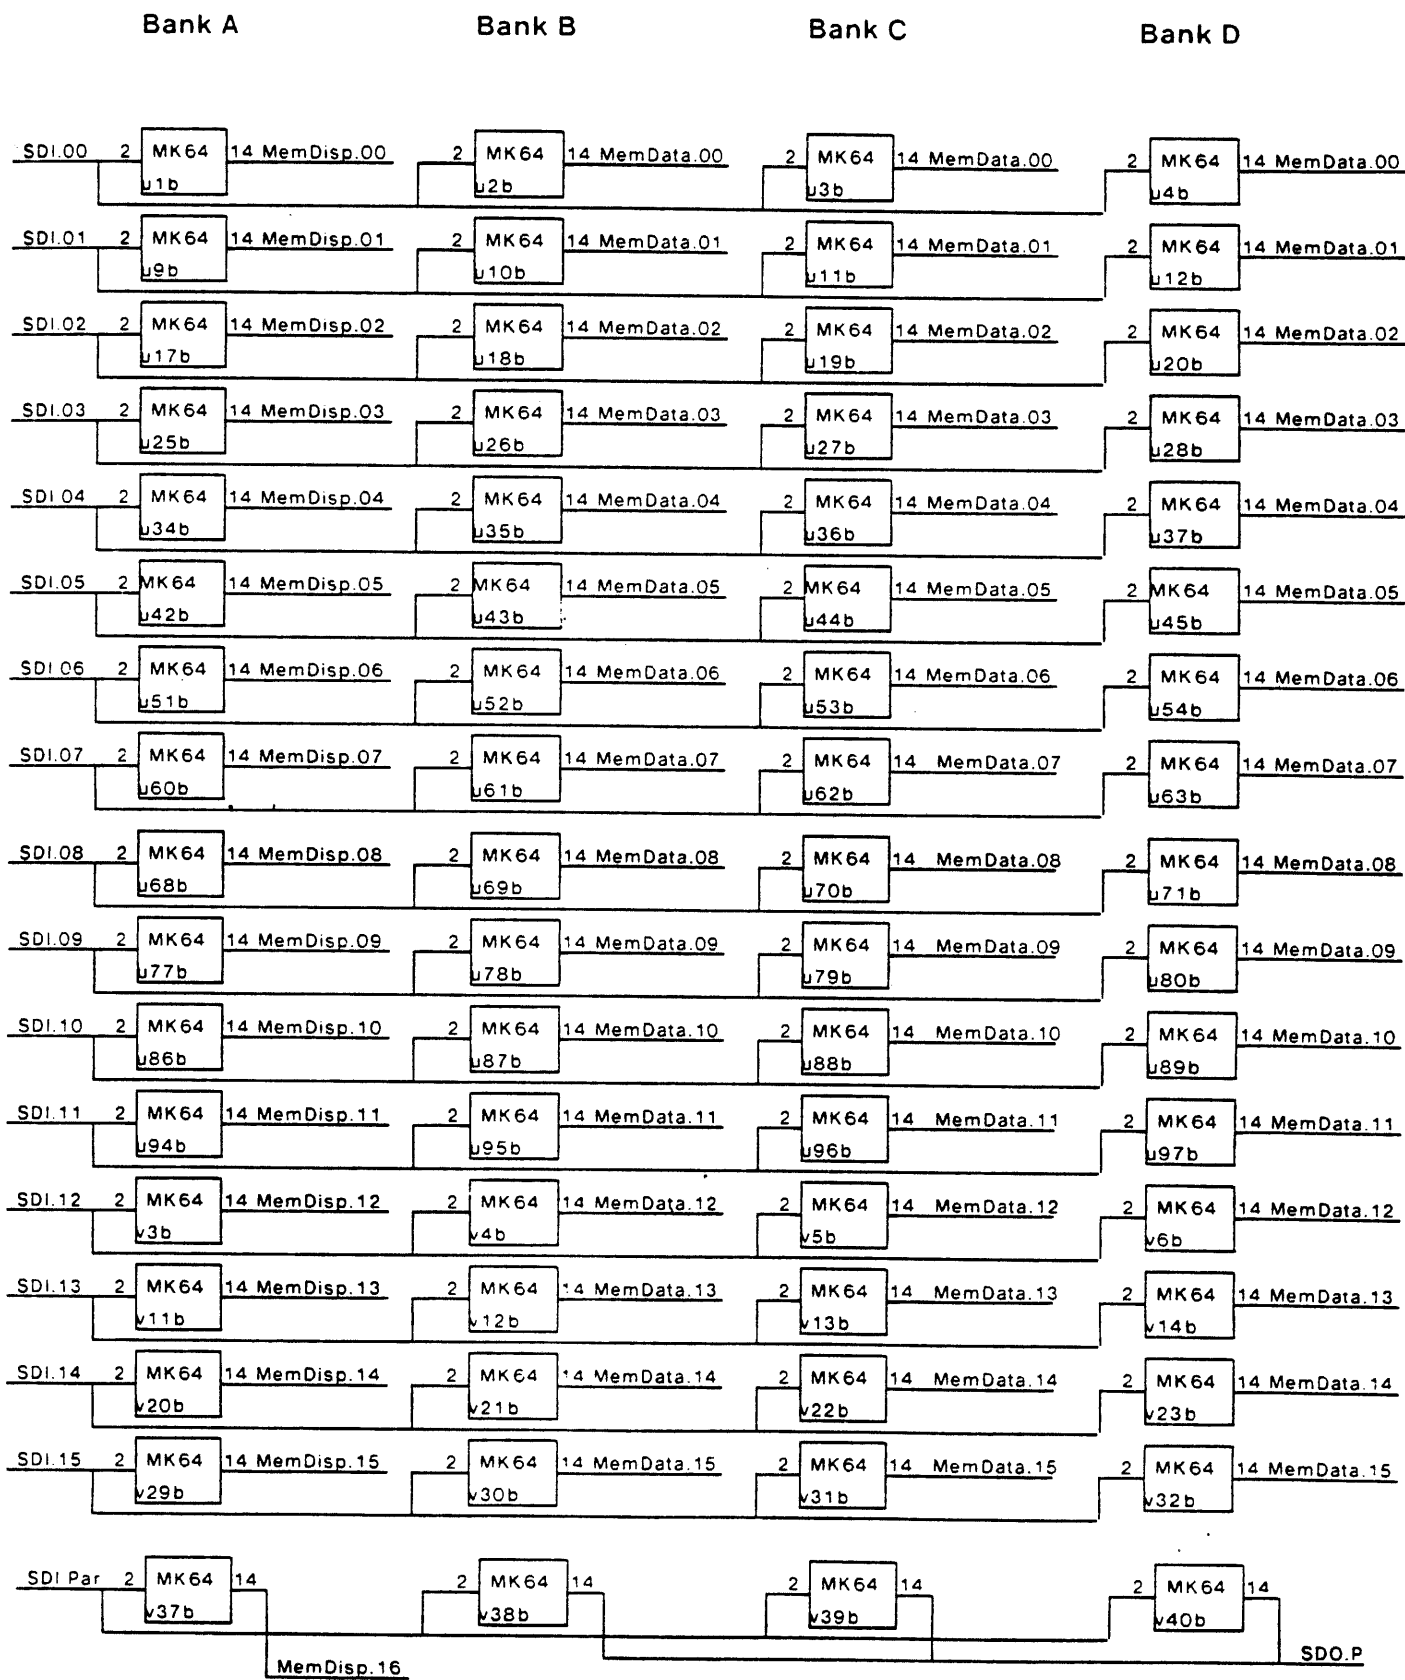 Bank A Bank B Bank C Bank D
SDI.00 2 MK64 14 MemDisp.00 2 MK64 14 MemData.00 2 MK64 14 MemData.00 2 MK64 14 MemData.00
u1b u2b u3b u4b
SDI.01 2 MK64 14 MemDisp.01 2 MK64 14 MemData.01 2 MK64 14 MemData.01 2 MK64 14 MemData.01
u9b u10b u11b u12b
SDI.02 2 MK64 14 MemDisp.02 2 MK64 14 MemData.02 2 MK64 14 MemData.02 2 MK64 14 MemData.02
u17b u18b u19b u20b
SDI.03 2 MK64 14 MemDisp.03 2 MK64 14 MemData.03 2 MK64 14 MemData.03 2 MK64 14 MemData.03
u25b u26b u27b u28b
SDI.04 2 MK64 14 MemDisp.04 2 MK64 14 MemData.04 2 MK64 14 MemData.04 2 MK64 14 MemData.04
u34b u35b u36b u37b
SDI.05 2 MK64 14 MemDisp.05 2 MK64 14 MemData.05 2 MK64 14 MemData.05 2 MK64 14 MemData.05
u42b u43b u44b u45b
SDI.06 2 MK64 14 MemDisp.06 2 MK64 14 MemData.06 2 MK64 14 MemData.06 2 MK64 14 MemData.06
u51b u52b u53b u54b
SDI.07 2 MK64 14 MemDisp.07 2 MK64 14 MemData.07 2 MK64 14 MemData.07 2 MK64 14 MemData.07
u60b u61b u62b u63b
SDI.08 2 MK64 14 MemDisp.08 2 MK64 14 MemData.08 2 MK64 14 MemData.08 2 MK64 14 MemData.08
u68b u69b u70b u71b
SDI.09 2 MK64 14 MemDisp.09 2 MK64 14 MemData.09 2 MK64 14 MemData.09 2 MK64 14 MemData.09
u77b u78b u79b u80b
SDI.10 2 MK64 14 MemDisp.10 2 MK64 14 MemData.10 2 MK64 14 MemData.10 2 MK64 14 MemData.10
u86b u87b u88b u89b
SDI.11 2 MK64 14 MemDisp.11 2 MK64 14 MemData.11 2 MK64 14 MemData.11 2 MK64 14 MemData.11
u94b u95b u96b u97b
SDI.12 2 MK64 14 MemDisp.12 2 MK64 14 MemData.12 2 MK64 14 MemData.12 2 MK64 14 MemData.12
v3b v4b v5b v6b
SDI.13 2 MK64 14 MemDisp.13 2 MK64 14 MemData.13 2 MK64 14 MemData.13 2 MK64 14 MemData.13
v11b v12b v13b v14b
SDI.14 2 MK64 14 MemDisp.14 2 MK64 14 MemData.14 2 MK64 14 MemData.14 2 MK64 14 MemData.14
v20b v21b v22b v23b
SDI.15 2 MK64 14 MemDisp.15 2 MK64 14 MemData.15 2 MK64 14 MemData.15 2 MK64 14 MemData.15
v29b v30b v31b v32b
SDI Par 2 MK64 14 2 MK64 14 2 MK64 14 2 MK64 14
v37b v38b v39b v40b
MemDisp.16 SDO.P